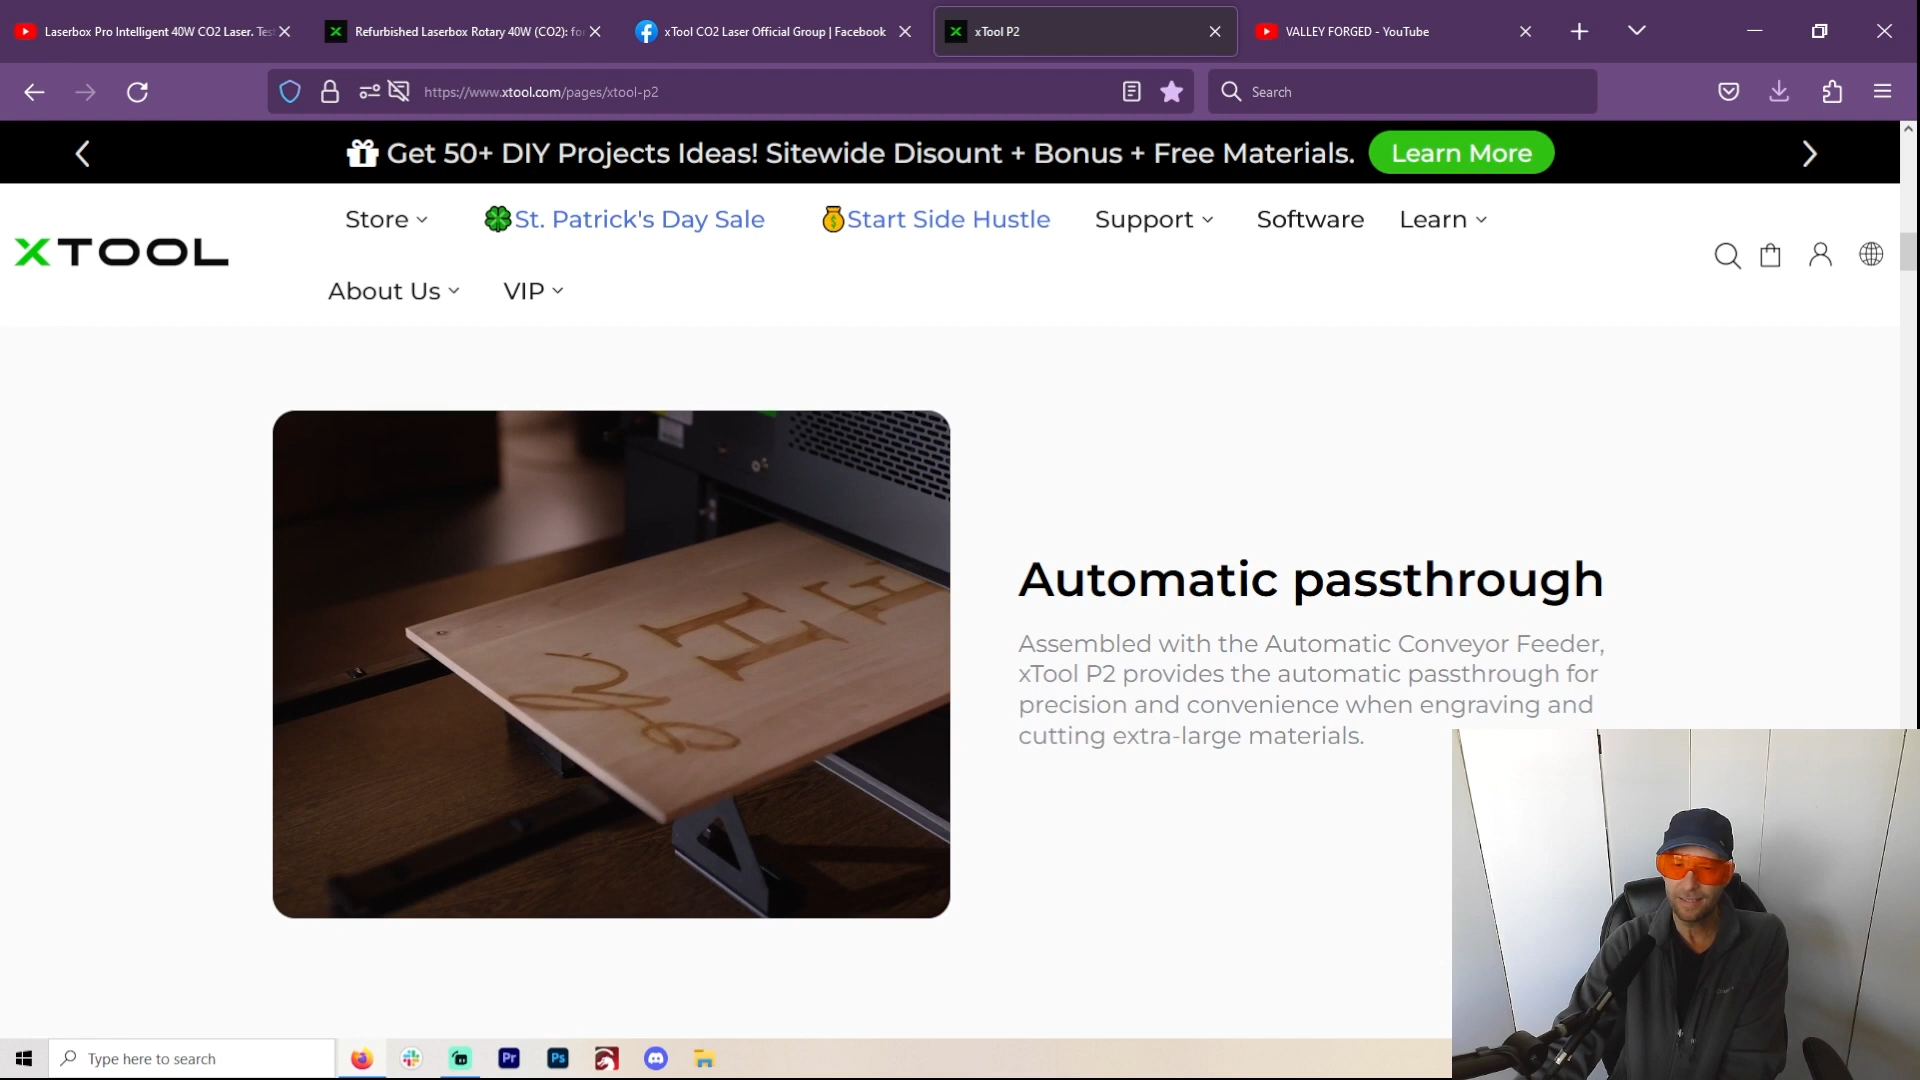 Laserbox Pro Intelligent 40W CO2 Laser. Tes
Refurbished Laserbox Rotary 40W (CO2): fo
xTool CO2 Laser Official Group | Facebook
xTool P2
VALLEY FORGED - YouTube
https://www.xtool.com/pages/xtool-p2
Search
Get 50+ DIY Projects Ideas! Sitewide Disount + Bonus + Free Materials.
Learn More
XTOOL
Store
St. Patrick's Day Sale
Start Side Hustle
Support
Software
Learn
About Us
VIP
Automatic passthrough
Assembled with the Automatic Conveyor Feeder,
xTool P2 provides the automatic passthrough for
precision and convenience when engraving and
cutting extra-large materials.
Type here to search
Pr
Ps